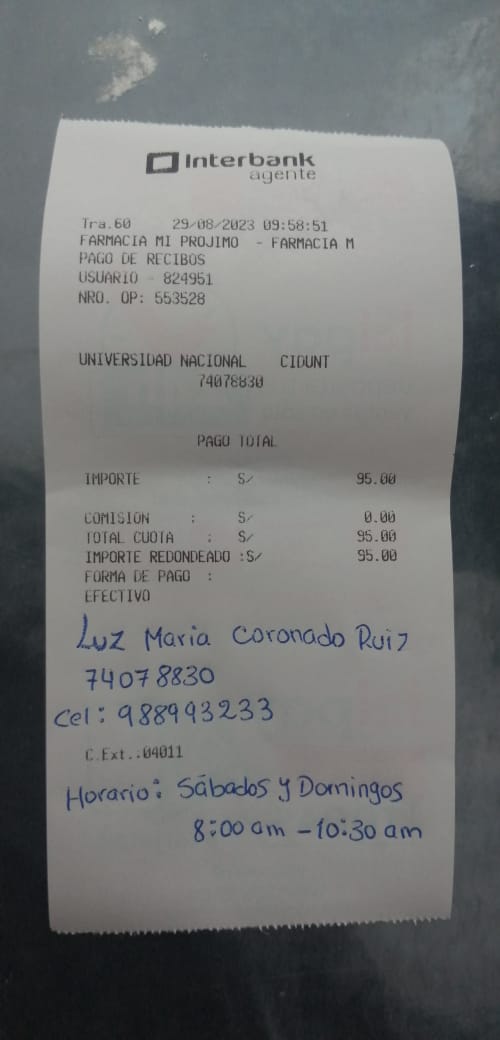 Interbank
agente
Tra.60 29/08/2023 09:58:51
FARMACIA MI PROJIMO - FARMACIA M
PAGO DE RECIBOS
USUARIO - 824951
NRO. OP: 553528
UNIVERSIDAD NACIONAL CIDUNT
74078830
PAGO TOTAL
IMPORTE : S/ 95.00
COMISION : S/ 0.00
TOTAL CUOTA : S/ 95.00
IMPORTE REDONDEADO :S/ 95.00
FORMA DE PAGO :
EFECTIVO
Luz Maria Coronado Ruiz
74078830
Cel: 988993233
C.Ext.:04011
Horario: Sábados y Domingos
8:00 am - 10:30 am